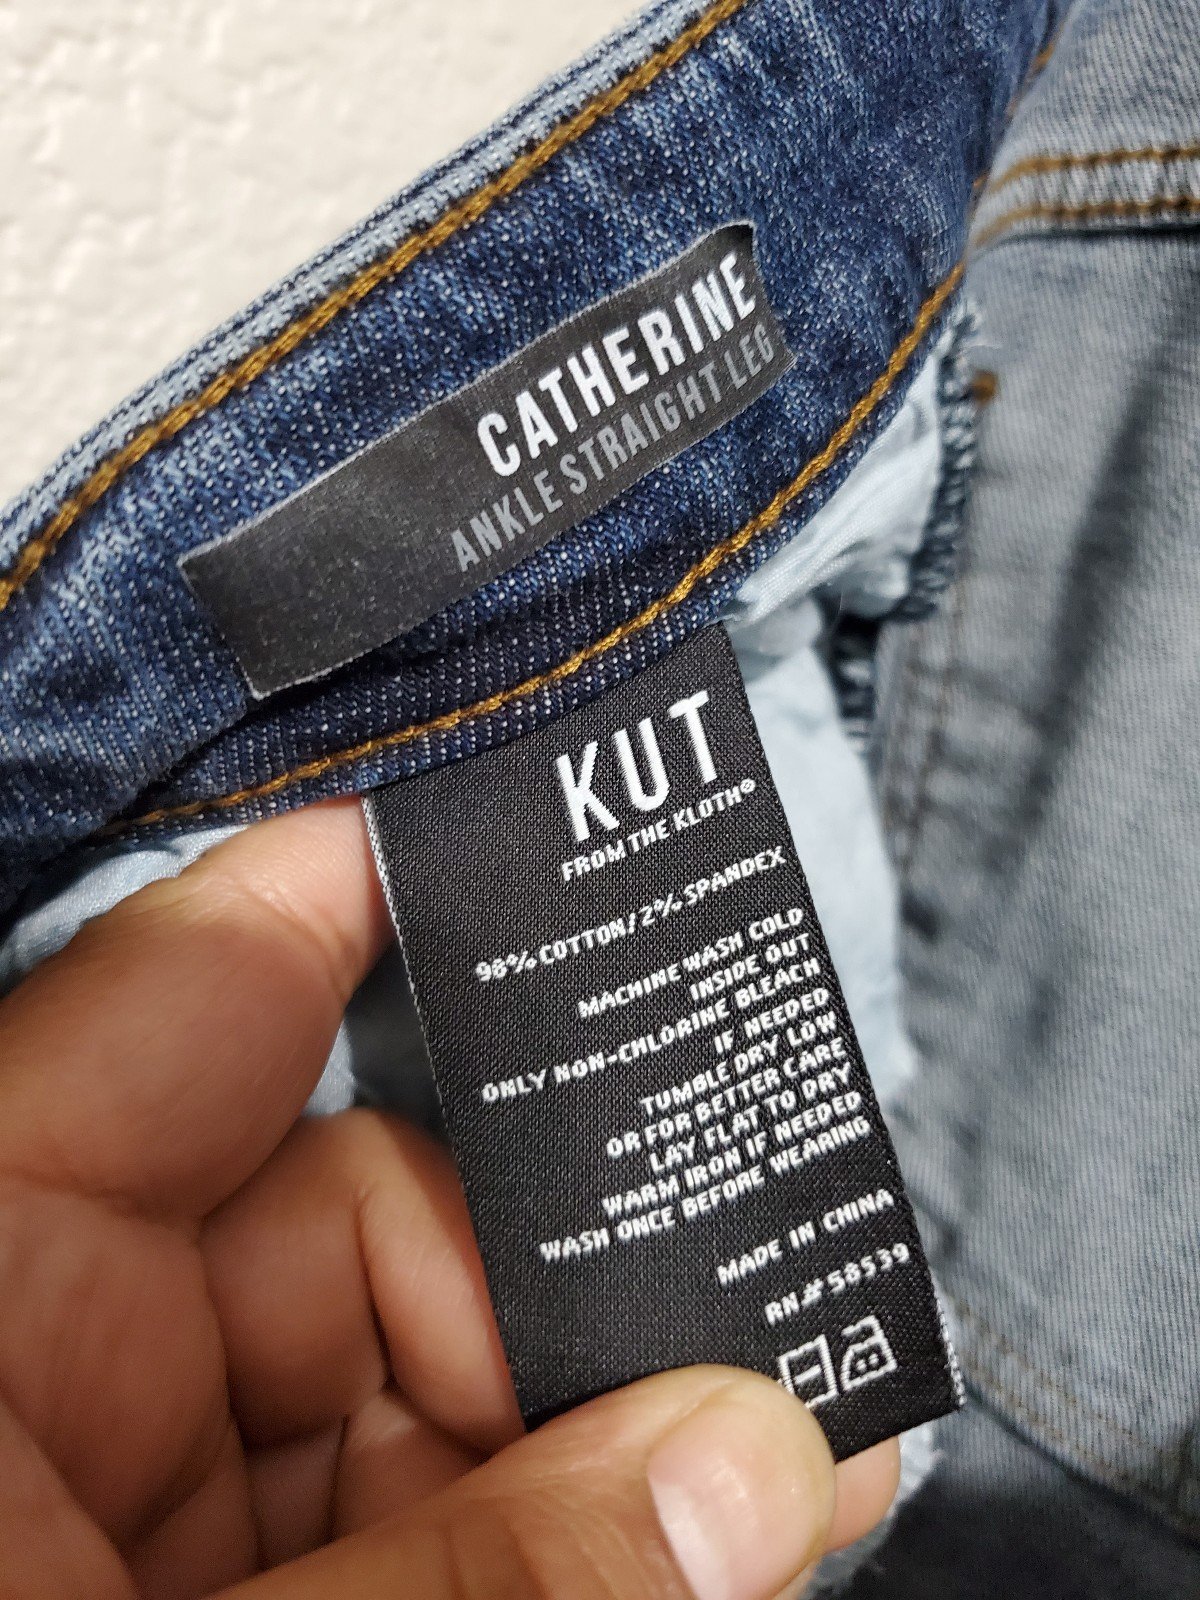 CATHERINE
ANKLE STRAIGHT LEG
KUT
FROM THE KLOTH®
98% COTTON/2% SPANDEX
MACHINE WASH COLD
INSIDE OUT
ONLY NON-CHLORINE BLEACH
IF NEEDED
TUMBLE DRY LOW
OR FOR BETTER CARE
LAY FLAT TO DRY
WARM IRON IF NEEDED
WASH ONCE BEFORE WEARING
MADE IN CHINA
RN# 58539